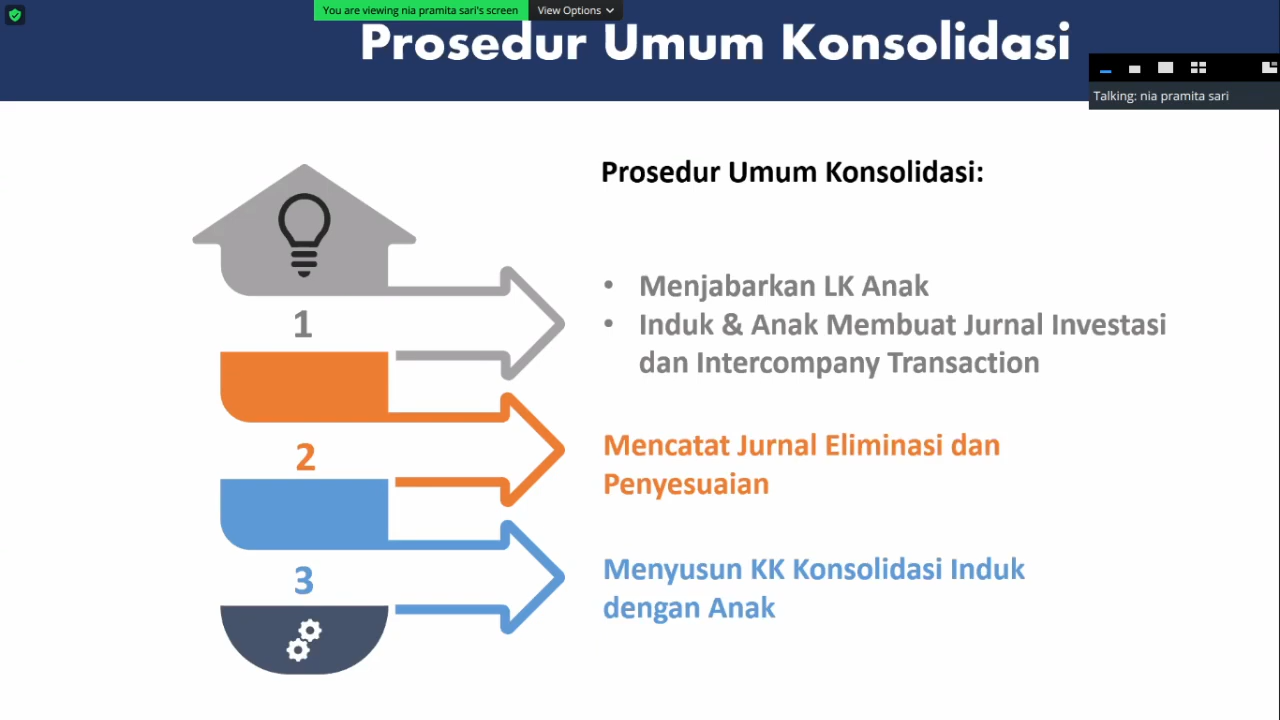 You are viewing nia pramita sari's screen
View Options
Prosedur Umum Konsolidasi
Talking: nia pramita sari
Prosedur Umum Konsolidasi:
1
• Menjabarkan LK Anak
• Induk & Anak Membuat Jurnal Investasi
dan Intercompany Transaction
2
Mencatat Jurnal Eliminasi dan
Penyesuaian
3
Menyusun KK Konsolidasi Induk
dengan Anak